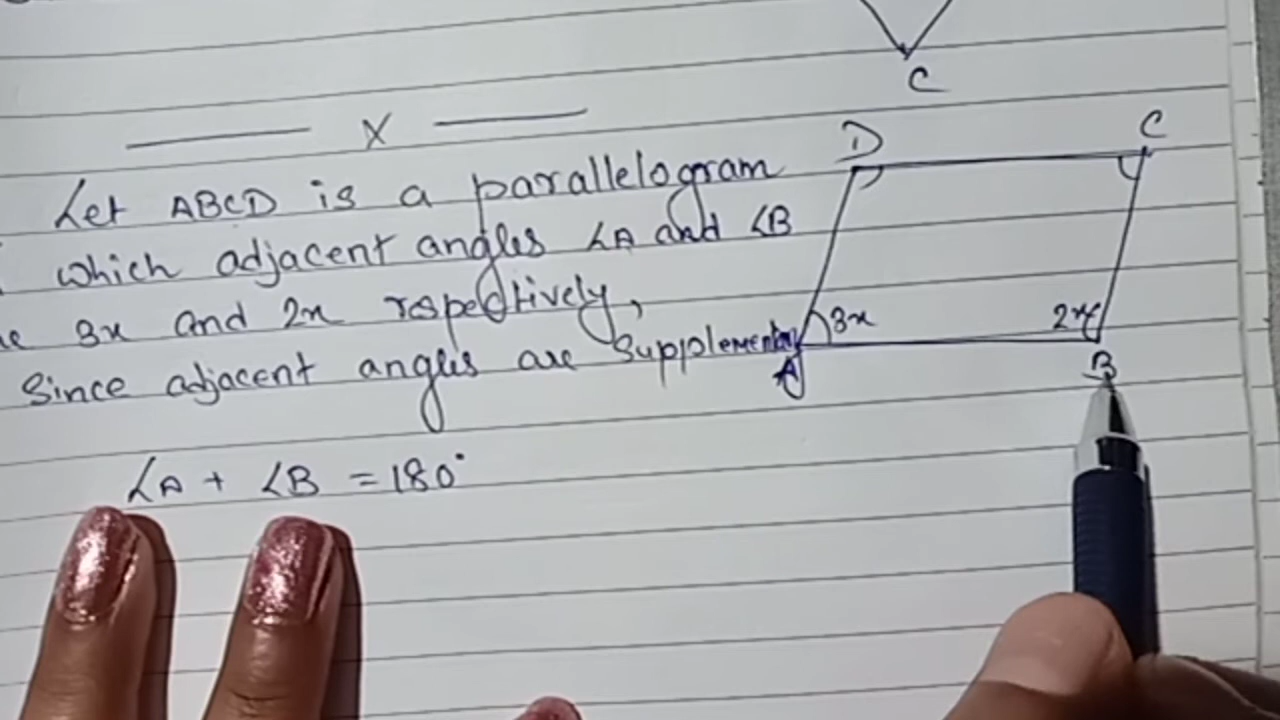 C
X
Let ABCD is a parallelogram
which adjacent angles ∠A and ∠B
3x and 2x respectively,
Since adjacent angles are Supplementary
∠A + ∠B = 180°
D
C
3x
2x
A
B